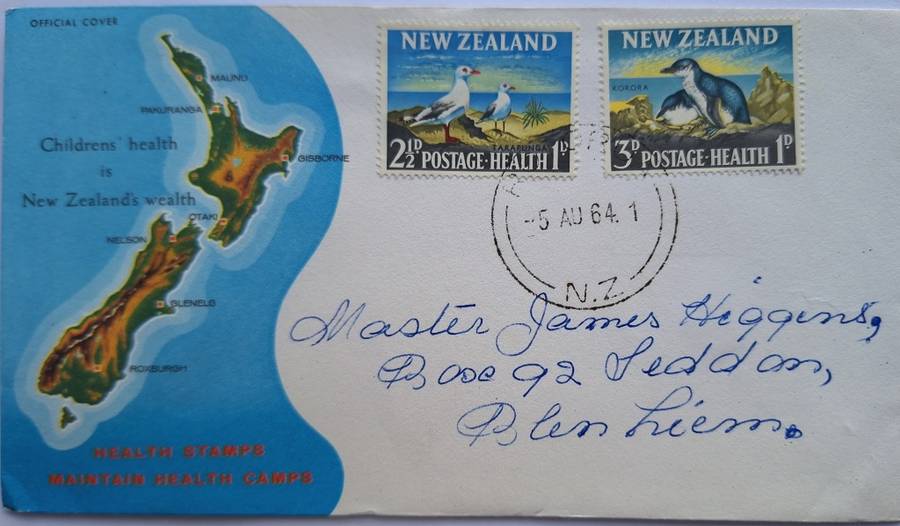 OFFICIAL COVER
MAUNU
PAKURANGA
Childrens' health
is
New Zealand's wealth
GISBORNE
OTAKI
NELSON
GLENELG
ROXBURGH
HEALTH STAMPS
MAINTAIN HEALTH CAMPS
NEW ZEALAND
TARAPUNGA
2½D POSTAGE·HEALTH 1D
NEW ZEALAND
KORORA
3D POSTAGE·HEALTH 1D
-5 AU 64. 1
N.Z.
Master James Higgins,
Box 92 Seddon,
Blenhiem.